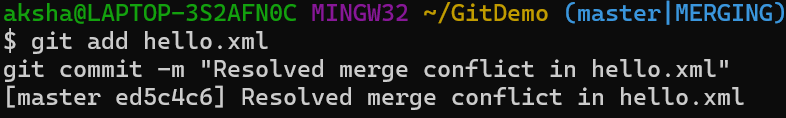 aksha@LAPTOP-3S2AFN0C MINGW32 ~/GitDemo (master|MERGING)
$ git add hello.xml
git commit -m "Resolved merge conflict in hello.xml"
[master ed5c4c6] Resolved merge conflict in hello.xml